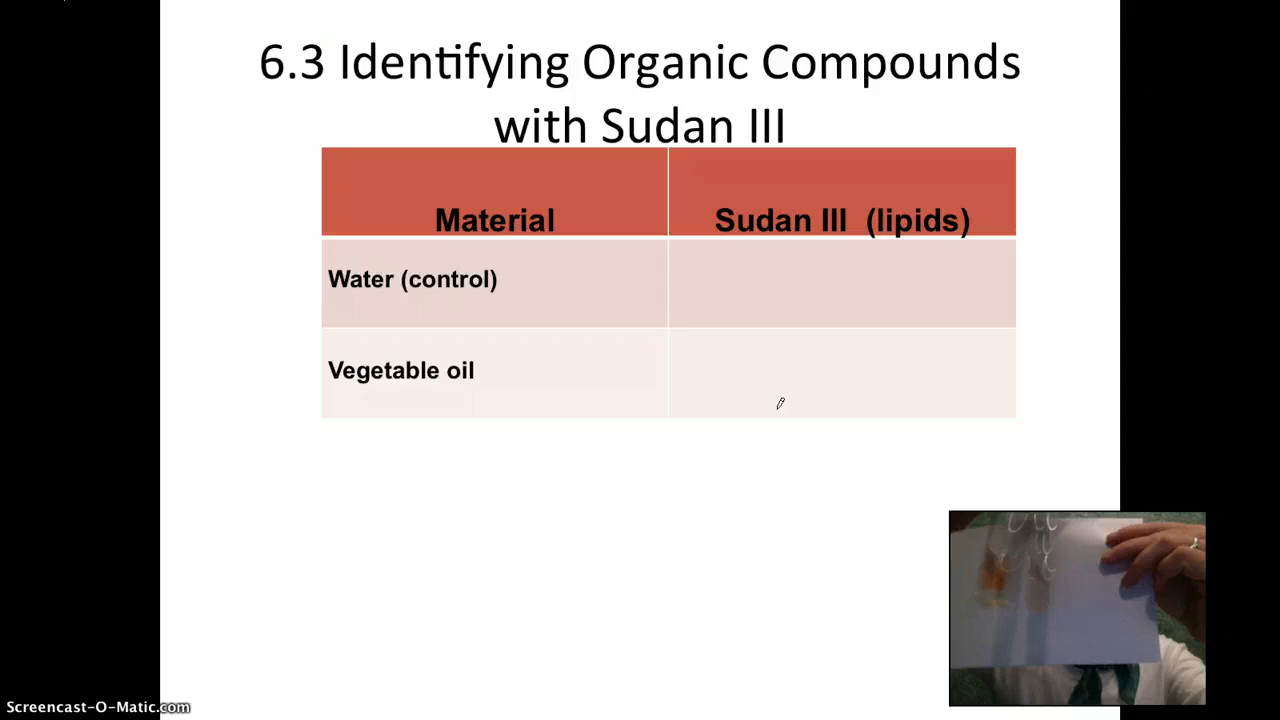 6.3 Identifying Organic Compounds
with Sudan III
Material
Sudan III (lipids)
Water (control)
Vegetable oil
Screencast-O-Matic.com